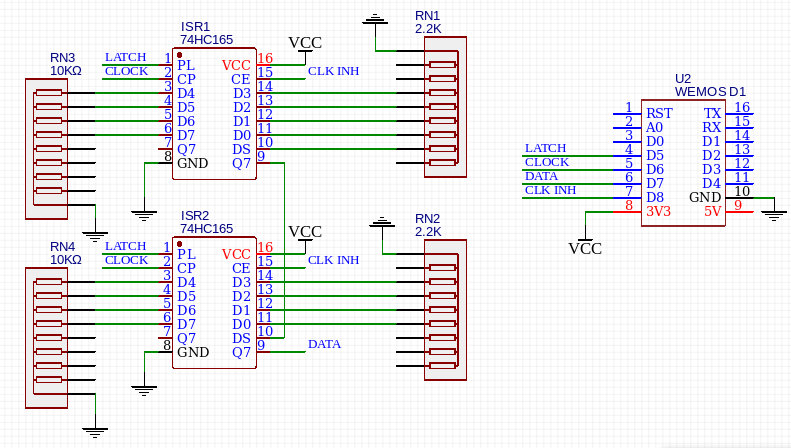 RN3
10KΩ
ISR1
74HC165
LATCH
CLOCK
1 PL
2 CP
3 D4
4 D5
5 D6
6 D7
7 Q7
8 GND
VCC 16
CE 15
D3 14
D2 13
D1 12
D0 11
DS 10
Q7 9
VCC
CLK INH
RN1
2.2K
RN4
10KΩ
ISR2
74HC165
LATCH
CLOCK
1 PL
2 CP
3 D4
4 D5
5 D6
6 D7
7 Q7
8 GND
VCC 16
CE 15
D3 14
D2 13
D1 12
D0 11
DS 10
Q7 9
VCC
CLK INH
DATA
RN2
2.2K
U2
WEMOS D1
LATCH
CLOCK
DATA
CLK INH
1 RST
2 A0
3 D0
4 D5
5 D6
6 D7
7 D8
8 3V3
TX 16
RX 15
D1 14
D2 13
D3 12
D4 11
GND 10
5V 9
VCC